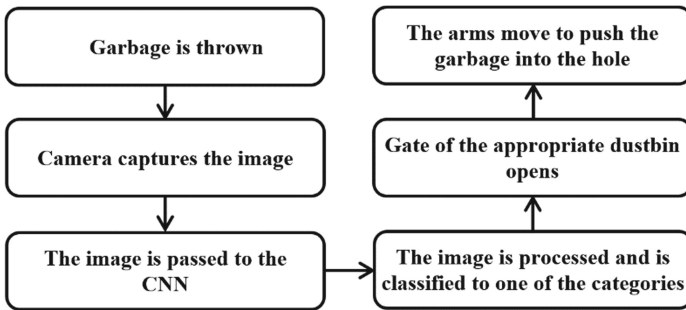 Garbage is thrown
Camera captures the image
The image is passed to the
CNN
The image is processed and is
classified to one of the categories
Gate of the appropriate dustbin
opens
The arms move to push the
garbage into the hole